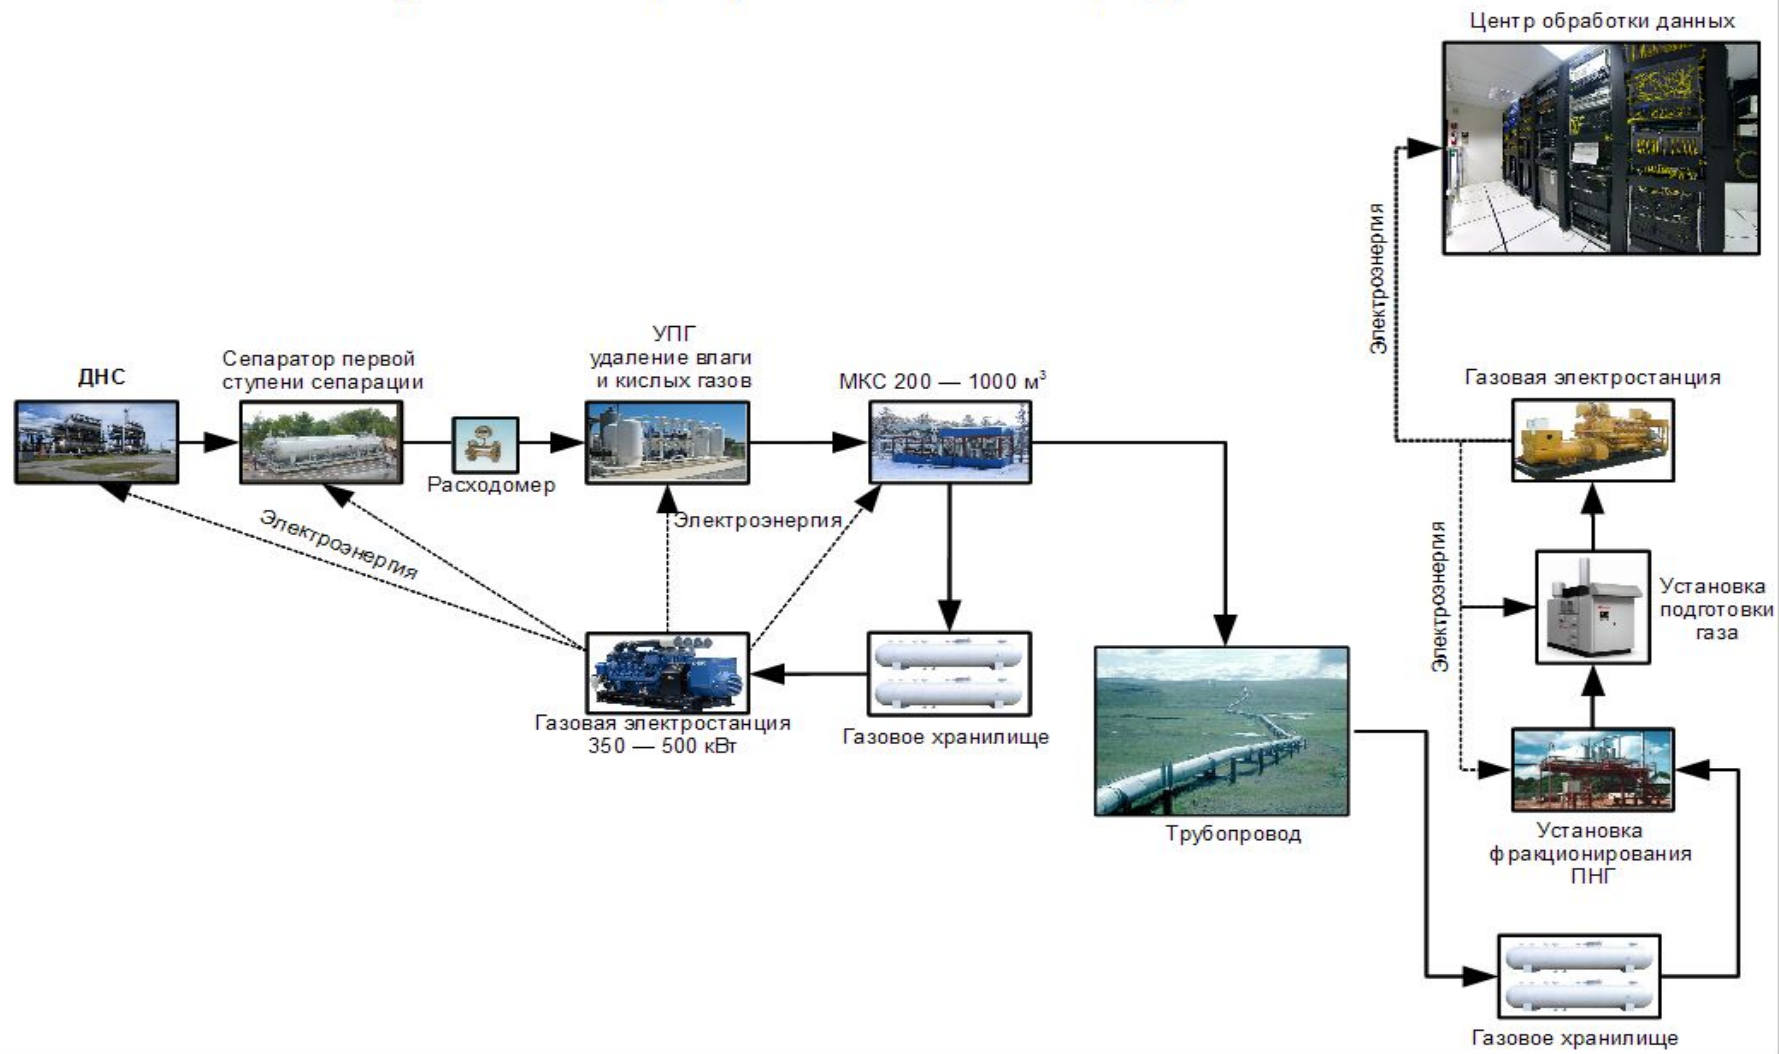 Центр обработки данных
Электроэнергия
УПГ
удаление влаги
и кислых газов
Сепаратор первой
ступени сепарации
ДНС
МКС 200 — 1000 м³
Газовая электростанция
Расходомер
Электроэнергия
Электроэнергия
Электроэнергия
Установка
подготовки
газа
Газовая электростанция
350 — 500 кВт
Газовое хранилище
Трубопровод
Установка
фракционирования
ПНГ
Газовое хранилище